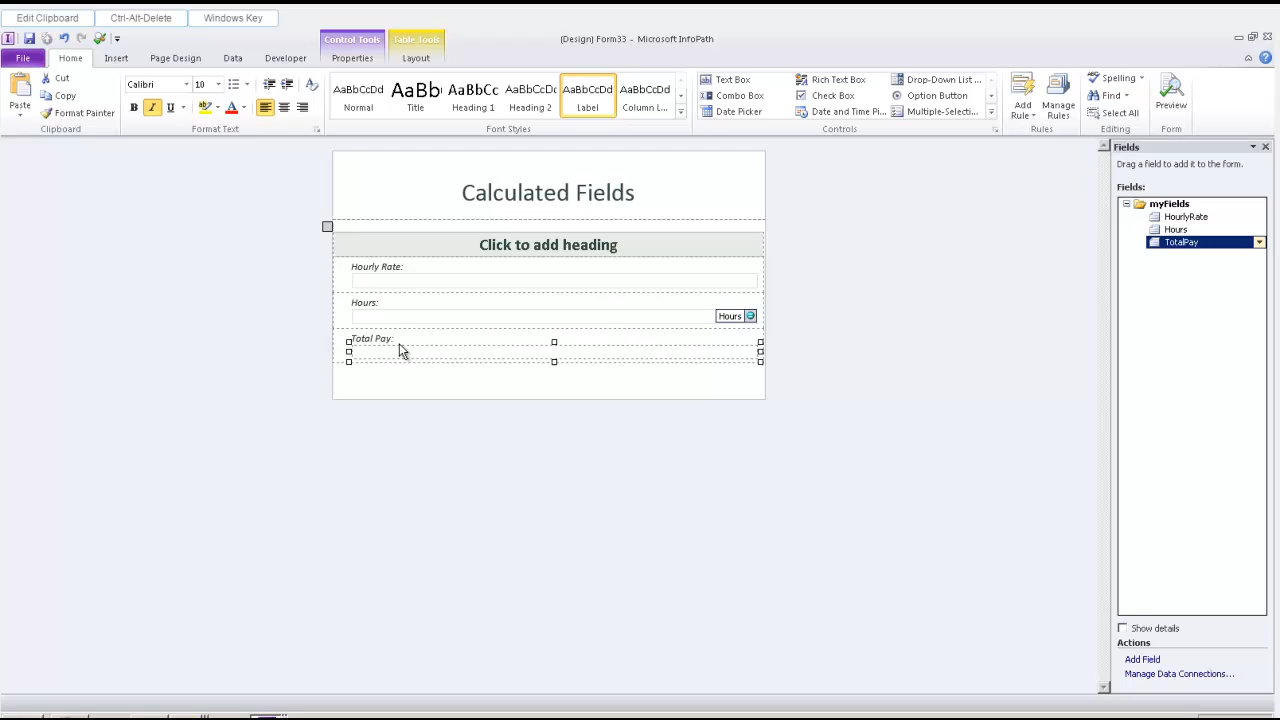 Edit Clipboard Ctrl-Alt-Delete Windows Key
Control Tools Table Tools (Design) Form33 - Microsoft InfoPath
File Home Insert Page Design Data Developer Properties Layout
Paste
Cut
Copy
Format Painter
Clipboard
Calibri 10
B I U
Format Text
AaBbCcDd Normal
AaBb Title
AaBbCc Heading 1
AaBbCcDc Heading 2
AaBbCcDd Label
AaBbCcDd Column L...
Font Styles
Text Box Rich Text Box Drop-Down List ...
Combo Box Check Box Option Button
Date Picker Date and Time Pi... Multiple-Selecti...
Controls
Add Rule
Manage Rules
Rules
Spelling
Find
Select All
Editing
Preview
Form
Calculated Fields
Click to add heading
Hourly Rate:
Hours:
Hours
Total Pay:
Fields
Drag a field to add it to the form.
Fields:
myFields
HourlyRate
Hours
TotalPay
Show details
Actions
Add Field
Manage Data Connections...